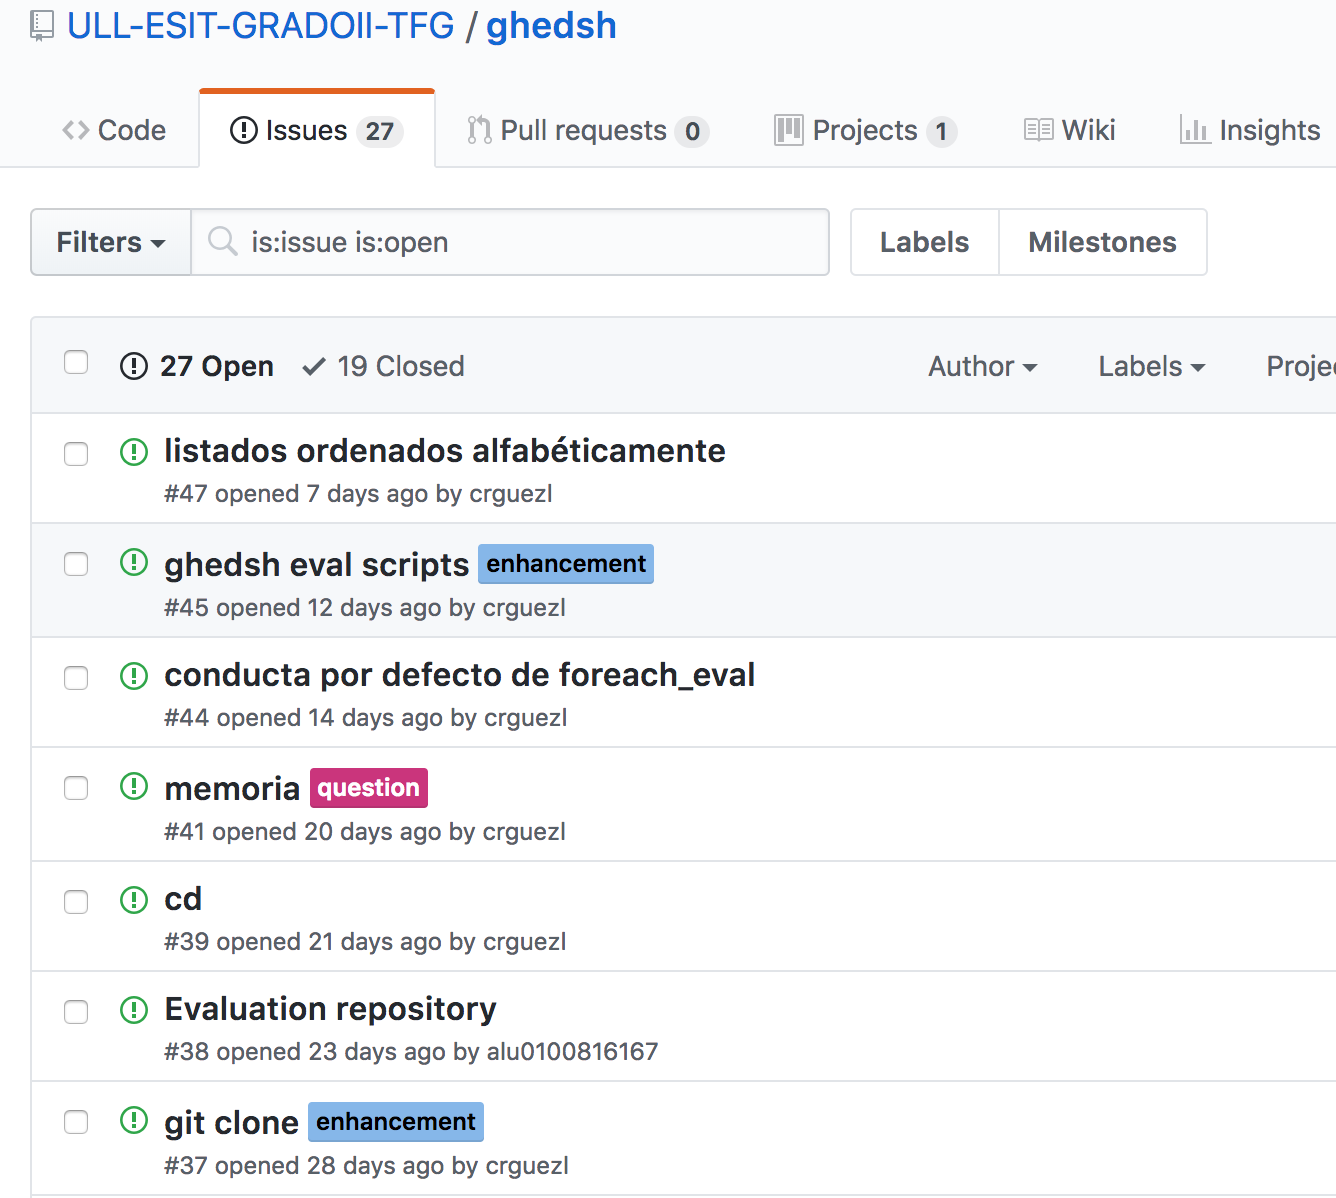 ULL-ESIT-GRADOII-TFG / ghedsh
Code Issues 27 Pull requests 0 Projects 1 Wiki Insights
Filters is:issue is:open Labels Milestones
27 Open 19 Closed Author Labels Projec
listados ordenados alfabéticamente
#47 opened 7 days ago by crguezl
ghedsh eval scripts enhancement
#45 opened 12 days ago by crguezl
conducta por defecto de foreach_eval
#44 opened 14 days ago by crguezl
memoria question
#41 opened 20 days ago by crguezl
cd
#39 opened 21 days ago by crguezl
Evaluation repository
#38 opened 23 days ago by alu0100816167
git clone enhancement
#37 opened 28 days ago by crguezl